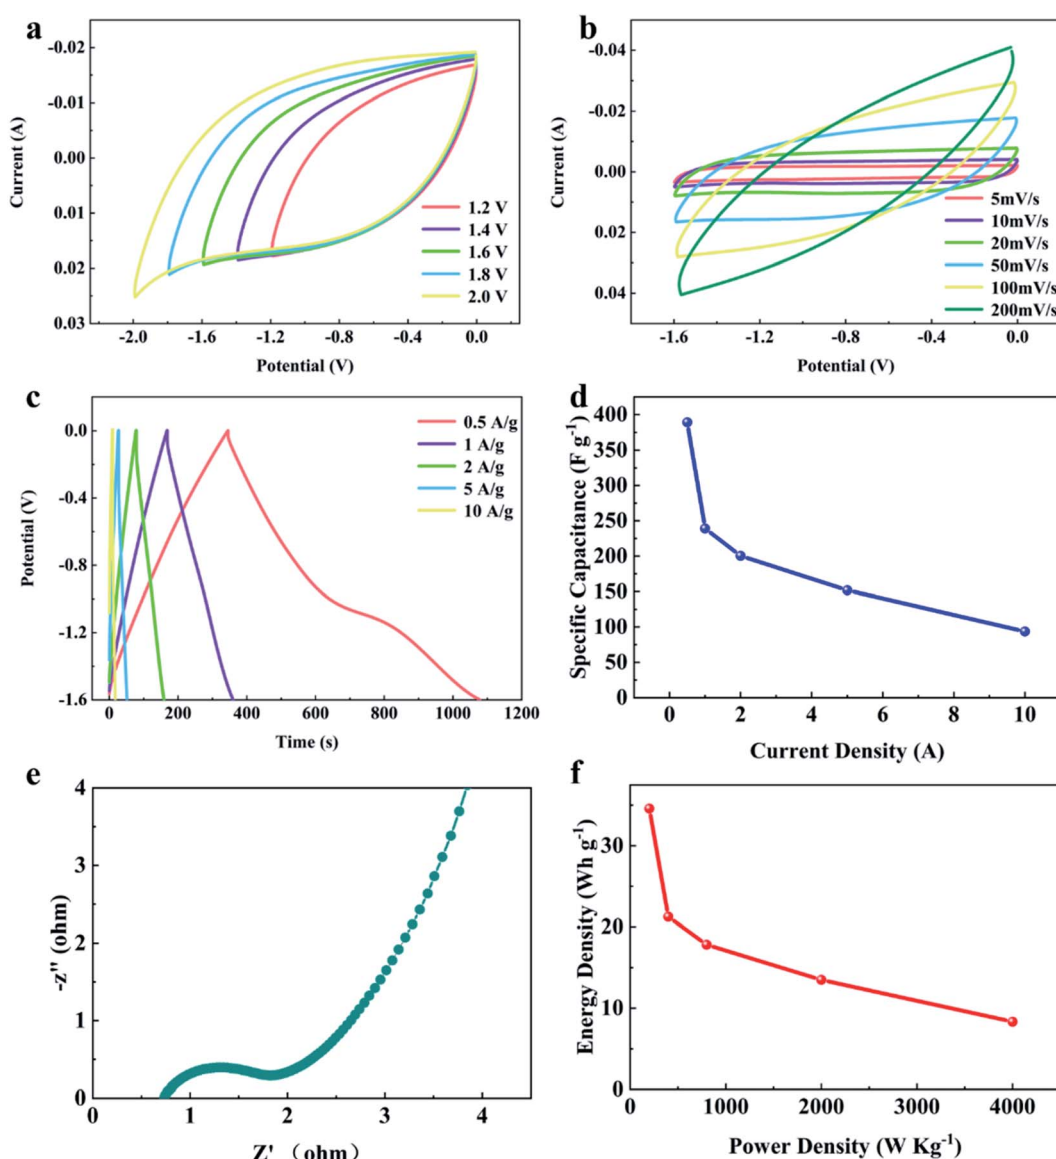 a
Current (A)
-0.02
-0.01
0.00
0.01
0.02
0.03
1.2 V
1.4 V
1.6 V
1.8 V
2.0 V
-2.0
-1.6
-1.2
-0.8
-0.4
0.0
Potential (V)
b
Current (A)
-0.04
-0.02
0.00
0.02
0.04
5mV/s
10mV/s
20mV/s
50mV/s
100mV/s
200mV/s
-1.6
-1.2
-0.8
-0.4
0.0
Potential (V)
c
Potential (V)
0.0
-0.4
-0.8
-1.2
-1.6
0.5 A/g
1 A/g
2 A/g
5 A/g
10 A/g
0
200
400
600
800
1000
1200
Time (s)
d
Specific Capacitance (F g⁻¹)
400
350
300
250
200
150
100
50
0
0
2
4
6
8
10
Current Density (A)
e
-z'' (ohm)
4
3
2
1
0
0
1
2
3
4
Z' （ohm）
f
Energy Density (Wh g⁻¹)
30
20
10
0
0
1000
2000
3000
4000
Power Density (W Kg⁻¹)